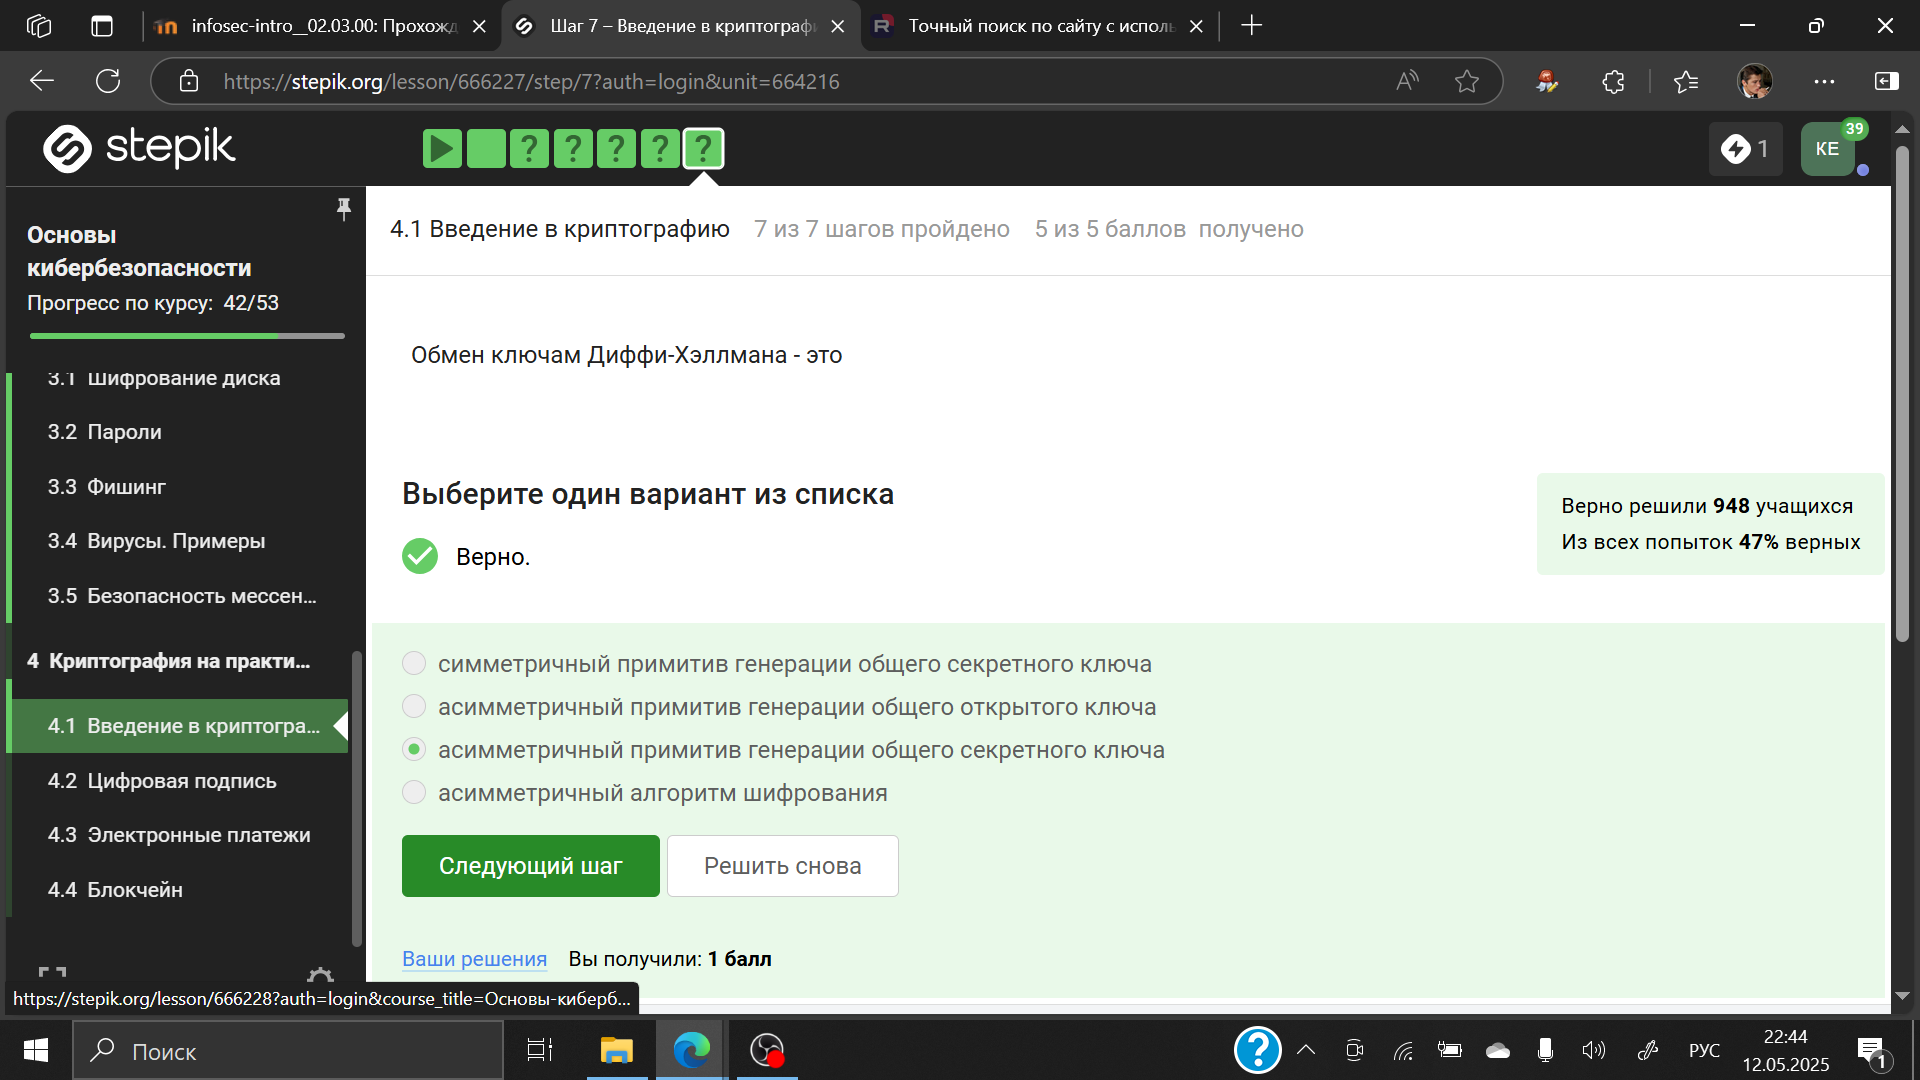 infosec-intro__02.03.00: Прохожд
Шаг 7 – Введение в криптографи
Точный поиск по сайту с исполь
https://stepik.org/lesson/666227/step/7?auth=login&unit=664216
stepik
? ? ? ? ?
1
KE
39
Основы
кибербезопасности
Прогресс по курсу: 42/53
3.1 Шифрование диска
3.2 Пароли
3.3 Фишинг
3.4 Вирусы. Примеры
3.5 Безопасность мессен...
4 Криптография на практи...
4.1 Введение в криптогра...
4.2 Цифровая подпись
4.3 Электронные платежи
4.4 Блокчейн
4.1 Введение в криптографию 7 из 7 шагов пройдено 5 из 5 баллов получено
Обмен ключам Диффи-Хэллмана - это
Выберите один вариант из списка
Верно.
Верно решили 948 учащихся
Из всех попыток 47% верных
симметричный примитив генерации общего секретного ключа
асимметричный примитив генерации общего открытого ключа
асимметричный примитив генерации общего секретного ключа
асимметричный алгоритм шифрования
Следующий шаг
Решить снова
Ваши решения Вы получили: 1 балл
https://stepik.org/lesson/666228?auth=login&course_title=Основы-киберб...
Поиск
РУС
22:44
12.05.2025
1